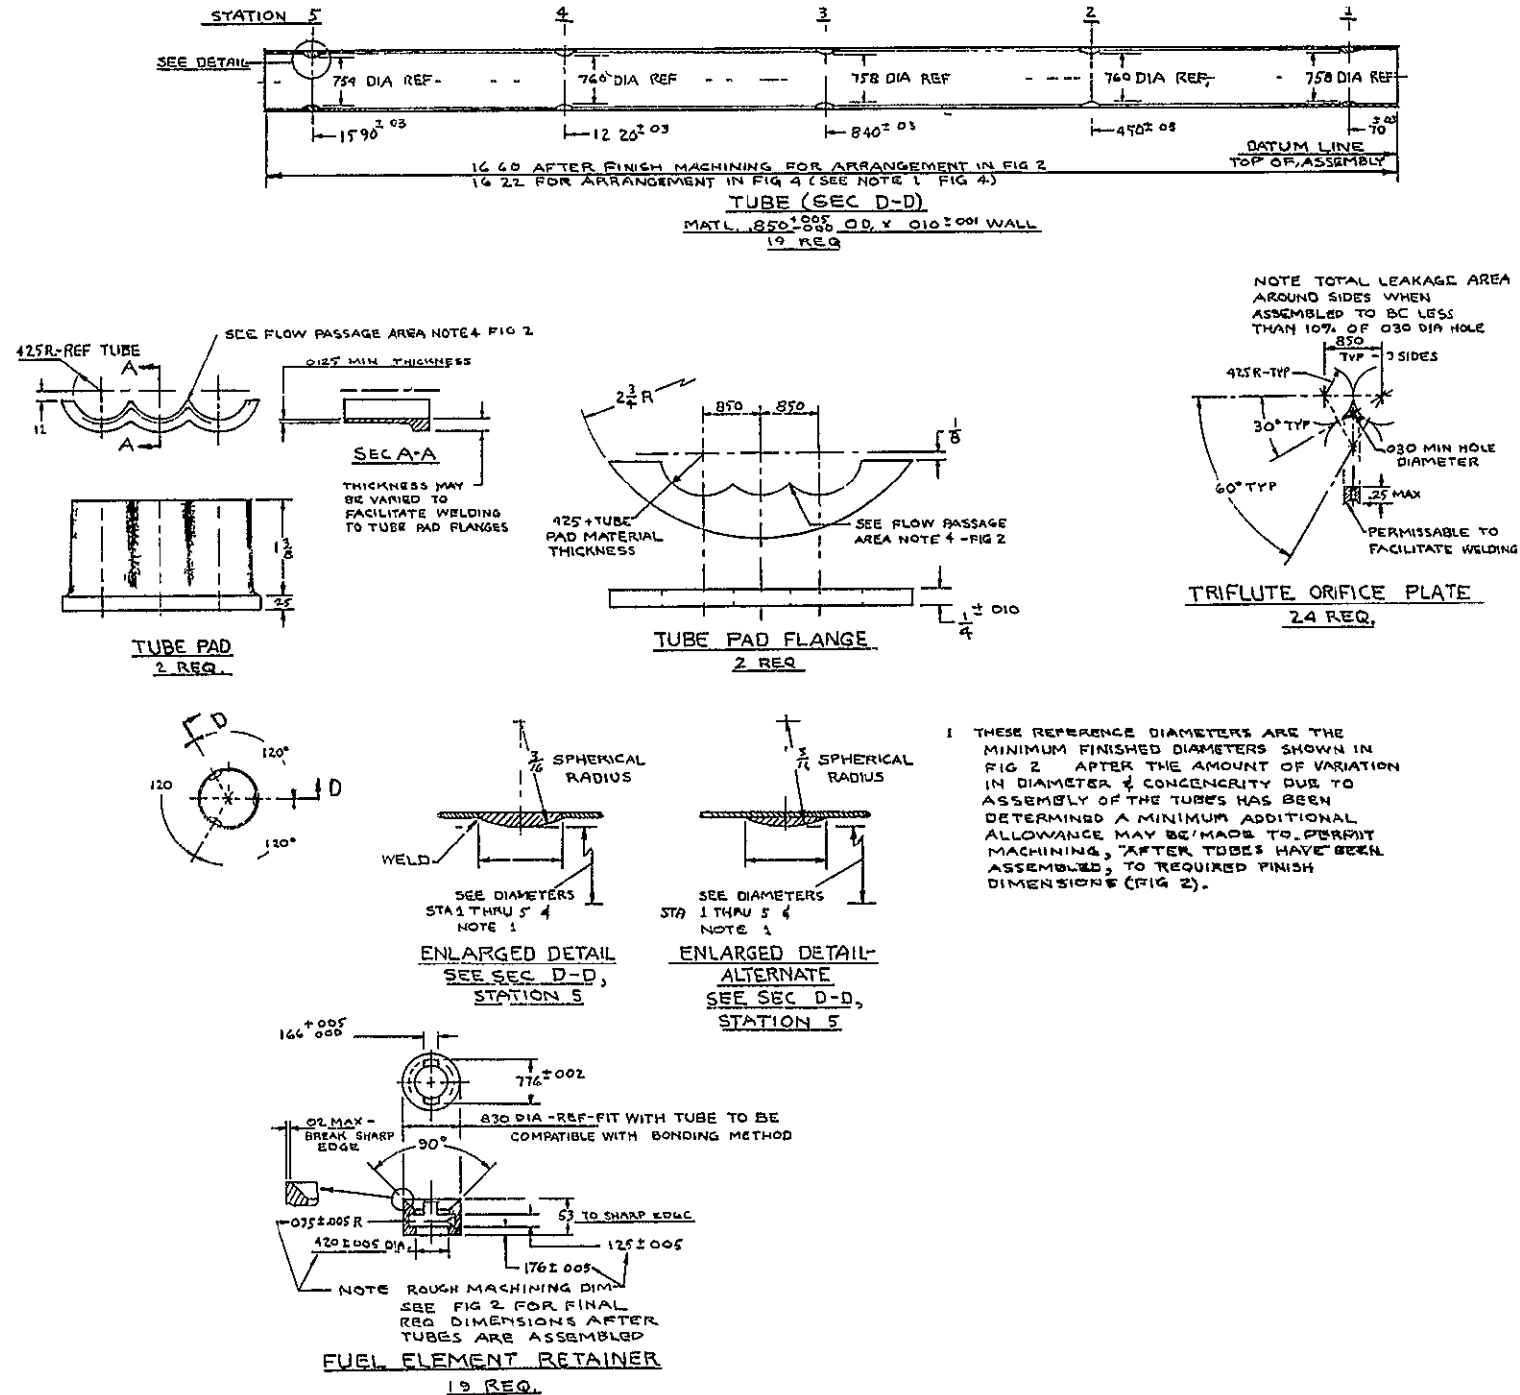 STATION 5
4
3
2
1
SEE DETAIL
754 DIA REF
760 DIA REF
758 DIA REF
760 DIA REF
758 DIA REF
1590 ± 03
12 20 ± 03
840 ± 03
470 ± 03
70 ± 03
DATUM LINE
TOP OF ASSEMBLY
16 60 AFTER FINISH MACHINING FOR ARRANGEMENT IN FIG 2
16 22 FOR ARRANGEMENT IN FIG 4 (SEE NOTE 1 FIG 4)
TUBE (SEC D-D)
MATL .850 +005 -000 OD, X 010 ± 001 WALL
19 REQ
NOTE TOTAL LEAKAGE AREA
AROUND SIDES WHEN
ASSEMBLED TO BE LESS
THAN 10% OF 030 DIA HOLE
850
TYP - 3 SIDES
425R-TYP
30° TYP
60° TYP
.030 MIN HOLE
DIAMETER
.25 MAX
PERMISSABLE TO
FACILITATE WELDING
TRIFLUTE ORIFICE PLATE
24 REQ.
SEE FLOW PASSAGE AREA NOTE 4 FIG 2
425R-REF TUBE
A
12
A
0125 MIN THICKNESS
SEC A-A
THICKNESS MAY
BE VARIED TO
FACILITATE WELDING
TO TUBE PAD FLANGES
1 3/8
25
TUBE PAD
2 REQ.
2 3/4 R
850
850
1/8
425 + TUBE
PAD MATERIAL
THICKNESS
SEE FLOW PASSAGE
AREA NOTE 4 - FIG 2
1/4 ± 010
TUBE PAD FLANGE
2 REQ
D
120°
120
120°
D
3/16 SPHERICAL
RADIUS
WELD
SEE DIAMETERS
STA 1 THRU 5 &
NOTE 1
ENLARGED DETAIL
SEE SEC D-D,
STATION 5
3/16 SPHERICAL
RADIUS
SEE DIAMETERS
STA 1 THRU 5 &
NOTE 1
ENLARGED DETAIL-
ALTERNATE
SEE SEC D-D,
STATION 5
1 THESE REFERENCE DIAMETERS ARE THE
MINIMUM FINISHED DIAMETERS SHOWN IN
FIG 2 AFTER THE AMOUNT OF VARIATION
IN DIAMETER & CONCENCRITY DUE TO
ASSEMBLY OF THE TUBES HAS BEEN
DETERMINED A MINIMUM ADDITIONAL
ALLOWANCE MAY BE MADE TO PERMIT
MACHINING, AFTER TUBES HAVE BEEN
ASSEMBLED, TO REQUIRED FINISH
DIMENSIONS (FIG 2).
166 +005 000
776 ± 002
830 DIA - REF - FIT WITH TUBE TO BE
COMPATIBLE WITH BONDING METHOD
02 MAX -
BREAK SHARP
EDGE
90°
53 TO SHARP EDGE
±.005 R
420 ± 005 DIA.
125 ± 005
176 ± 005
NOTE ROUGH MACHINING DIM
SEE FIG 2 FOR FINAL
REQ DIMENSIONS AFTER
TUBES ARE ASSEMBLED
FUEL ELEMENT RETAINER
19 REQ.